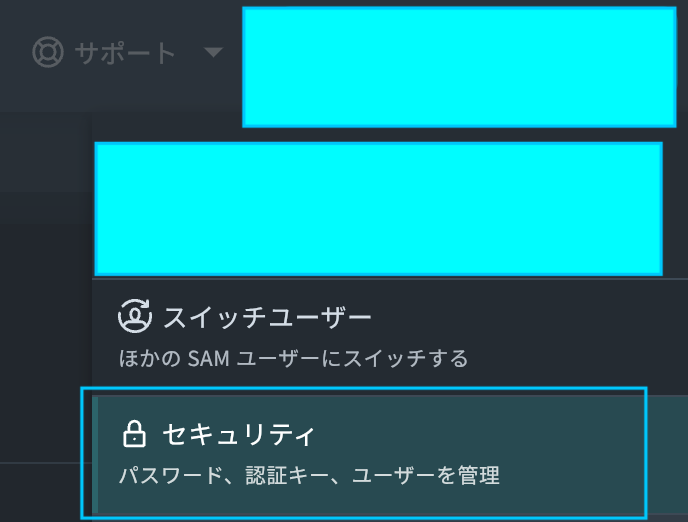 サポート
スイッチユーザー
ほかの SAM ユーザーにスイッチする
セキュリティ
パスワード、認証キー、ユーザーを管理